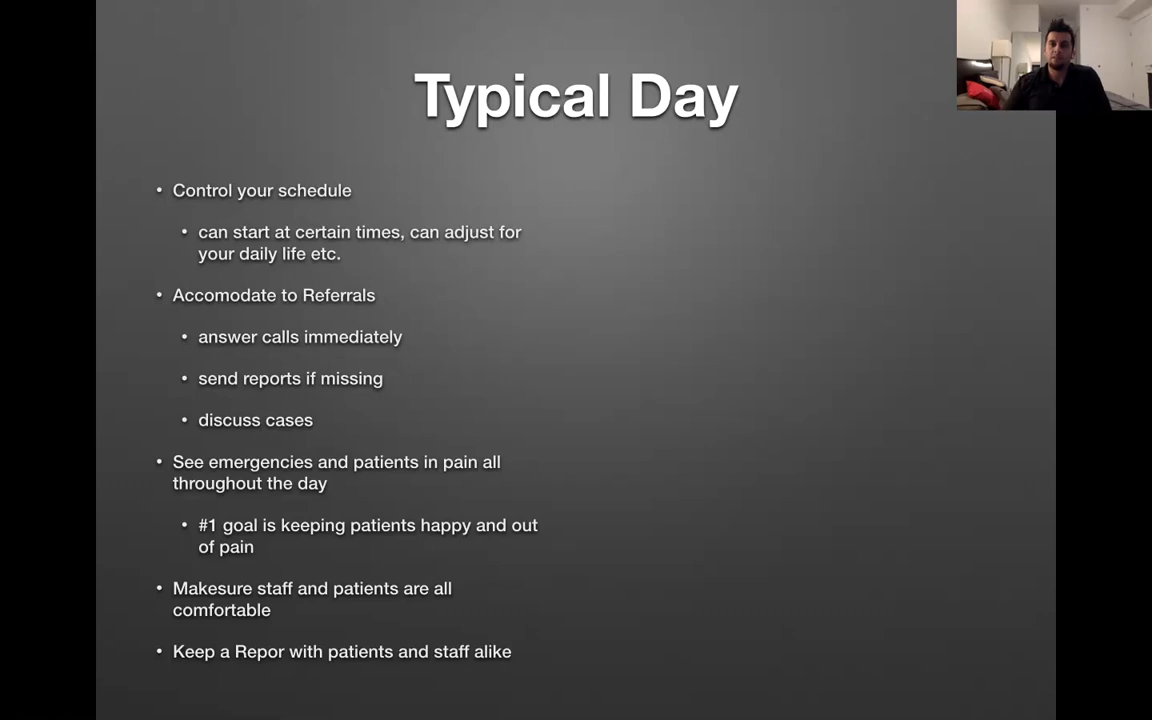 Typical Day
• Control your schedule
• can start at certain times, can adjust for
your daily life etc.
• Accomodate to Referrals
• answer calls immediately
• send reports if missing
• discuss cases
• See emergencies and patients in pain all
throughout the day
• #1 goal is keeping patients happy and out
of pain
• Makesure staff and patients are all
comfortable
• Keep a Repor with patients and staff alike